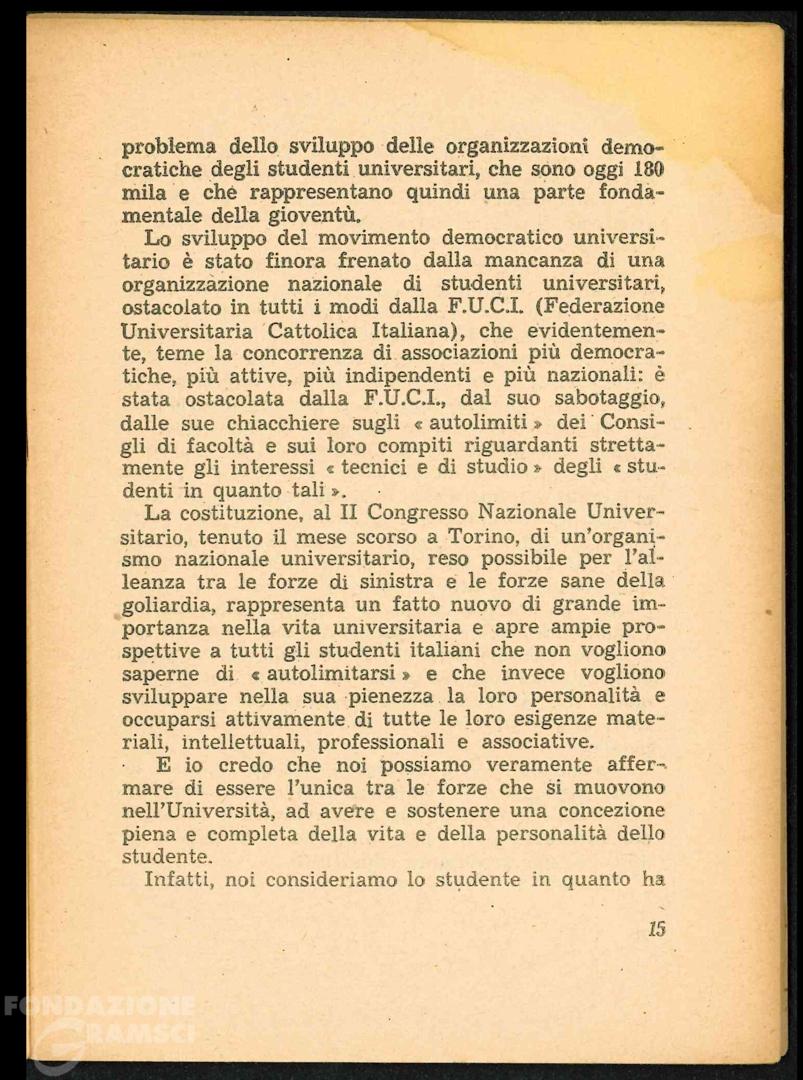 problema dello sviluppo delle organizzazioni demo-
cratiche degli studenti universitari, che sono oggi 180
mila e che rappresentano quindi una parte fonda-
mentale della gioventù.
Lo sviluppo del movimento democratico universi-
tario è stato finora frenato dalla mancanza di una
organizzazione nazionale di studenti universitari,
ostacolato in tutti i modi dalla F.U.C.I. (Federazione
Universitaria Cattolica Italiana), che evidentemen-
te, teme la concorrenza di associazioni più democra-
tiche, più attive, più indipendenti e più nazionali: è
stata ostacolata dalla F.U.C.I., dal suo sabotaggio,
dalle sue chiacchiere sugli « autolimiti » dei Consi-
gli di facoltà e sui loro compiti riguardanti stretta-
mente gli interessi « tecnici e di studio » degli « stu-
denti in quanto tali ».
La costituzione, al II Congresso Nazionale Univer-
sitario, tenuto il mese scorso a Torino, di un'organi-
smo nazionale universitario, reso possibile per l'al-
leanza tra le forze di sinistra e le forze sane della
goliardia, rappresenta un fatto nuovo di grande im-
portanza nella vita universitaria e apre ampie pro-
spettive a tutti gli studenti italiani che non vogliono
saperne di « autolimitarsi » e che invece vogliono
sviluppare nella sua pienezza la loro personalità e
occuparsi attivamente di tutte le loro esigenze mate-
riali, intellettuali, professionali e associative.
E io credo che noi possiamo veramente affer-
mare di essere l'unica tra le forze che si muovono
nell'Università, ad avere e sostenere una concezione
piena e completa della vita e della personalità dello
studente.
Infatti, noi consideriamo lo studente in quanto ha
15
FONDAZIONE
GRAMSCI